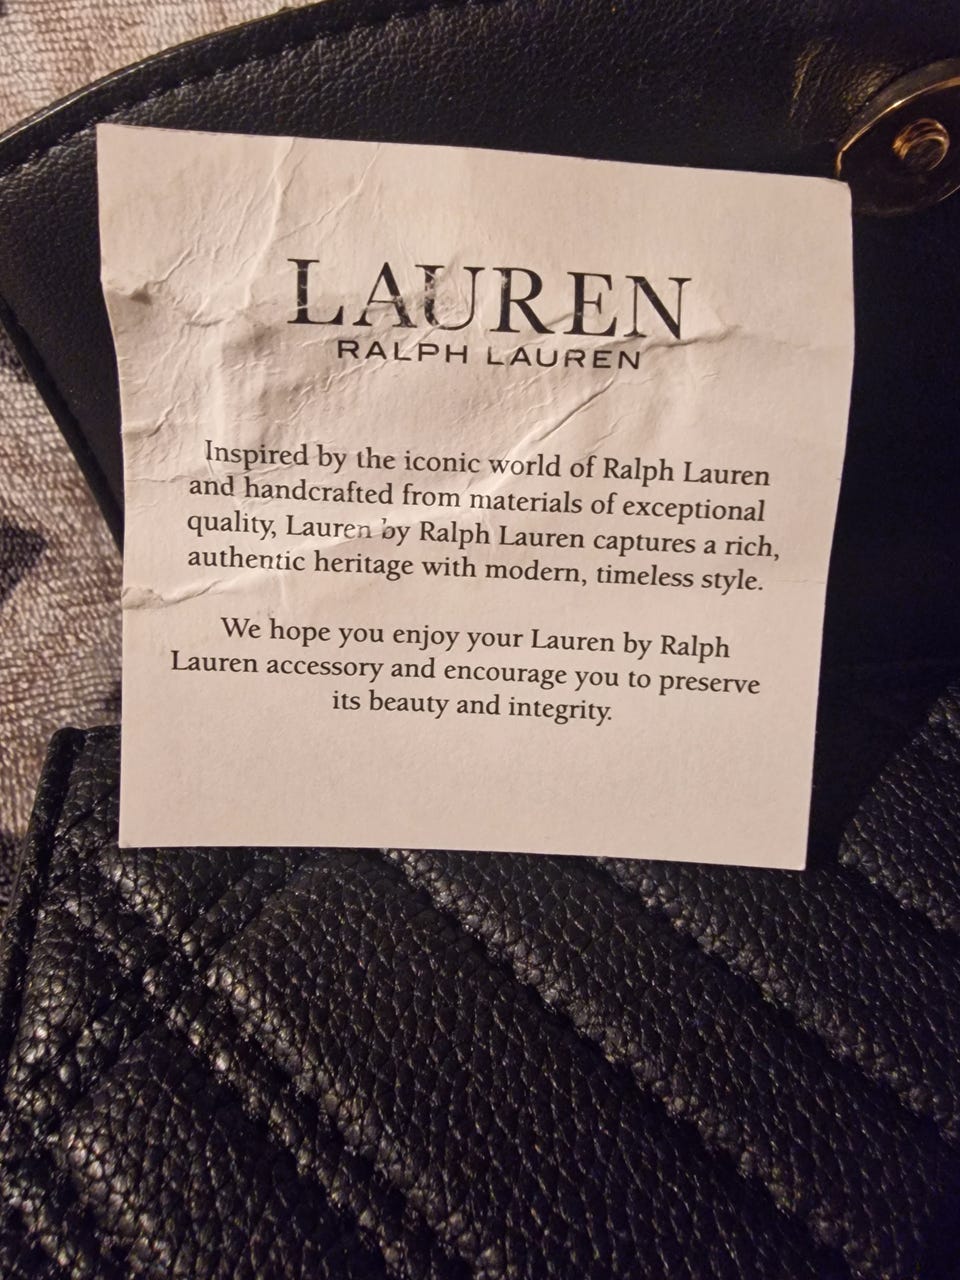 LAUREN
RALPH LAUREN
Inspired by the iconic world of Ralph Lauren
and handcrafted from materials of exceptional
quality, Lauren by Ralph Lauren captures a rich,
authentic heritage with modern, timeless style.
We hope you enjoy your Lauren by Ralph
Lauren accessory and encourage you to preserve
its beauty and integrity.